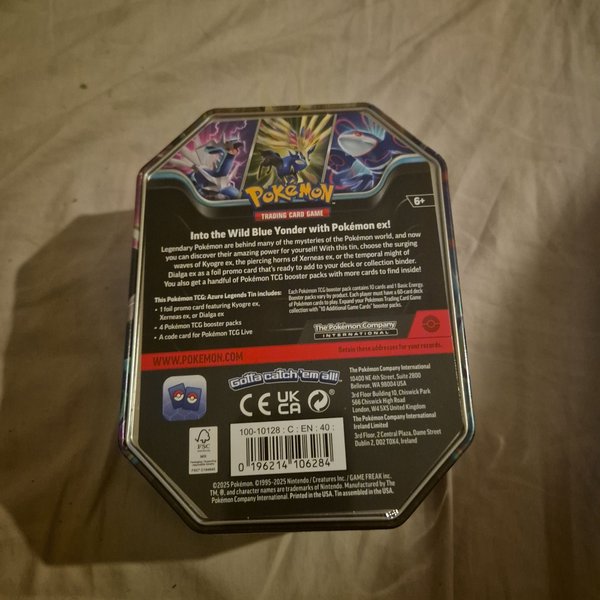 POKéMON
TRADING CARD GAME
6+
Into the Wild Blue Yonder with Pokémon ex!
Legendary Pokémon are behind many of the mysteries of the Pokémon world, and now
you can discover their amazing power for yourself! With this tin, choose the surging
waves of Kyogre ex, the piercing horns of Xerneas ex, or the temporal might of
Dialga ex as a foil promo card that's ready to add to your deck or collection binder.
You also get a handful of Pokémon TCG booster packs with more cards to find inside!
This Pokémon TCG: Azure Legends Tin includes:
• 1 foil promo card featuring Kyogre ex,
Xerneas ex, or Dialga ex
• 4 Pokémon TCG booster packs
• A code card for Pokémon TCG Live
Each Pokémon TCG booster pack contains 10 cards and 1 Basic Energy.
Booster packs vary by product. Each player must have a 60-card deck
of Pokémon cards to play. Expand your Pokémon Trading Card Game
collection with "10 Additional Game Cards" booster packs.
The Pokémon Company
INTERNATIONAL
WWW.POKEMON.COM
Retain these addresses for your records.
Gotta catch 'em all!
CE UK
CA
The Pokémon Company International
10400 NE 4th Street, Suite 2800
Bellevue, WA 98004 USA
3rd Floor Building 10, Chiswick Park
566 Chiswick High Road
London, W4 5XS United Kingdom
The Pokémon Company International
Ireland Limited
3rd Floor, 2 Central Plaza, Dame Street
Dublin 2, D02 T0X4, Ireland
FSC
MIX
100-10128 : C : EN : 40 :
0 196214 106284
©2025 Pokémon. ©1995-2025 Nintendo / Creatures Inc. / GAME FREAK inc.
TM, ®, and character names are trademarks of Nintendo. Manufactured by The
Pokémon Company International. Printed in the USA. Tin assembled in the USA.